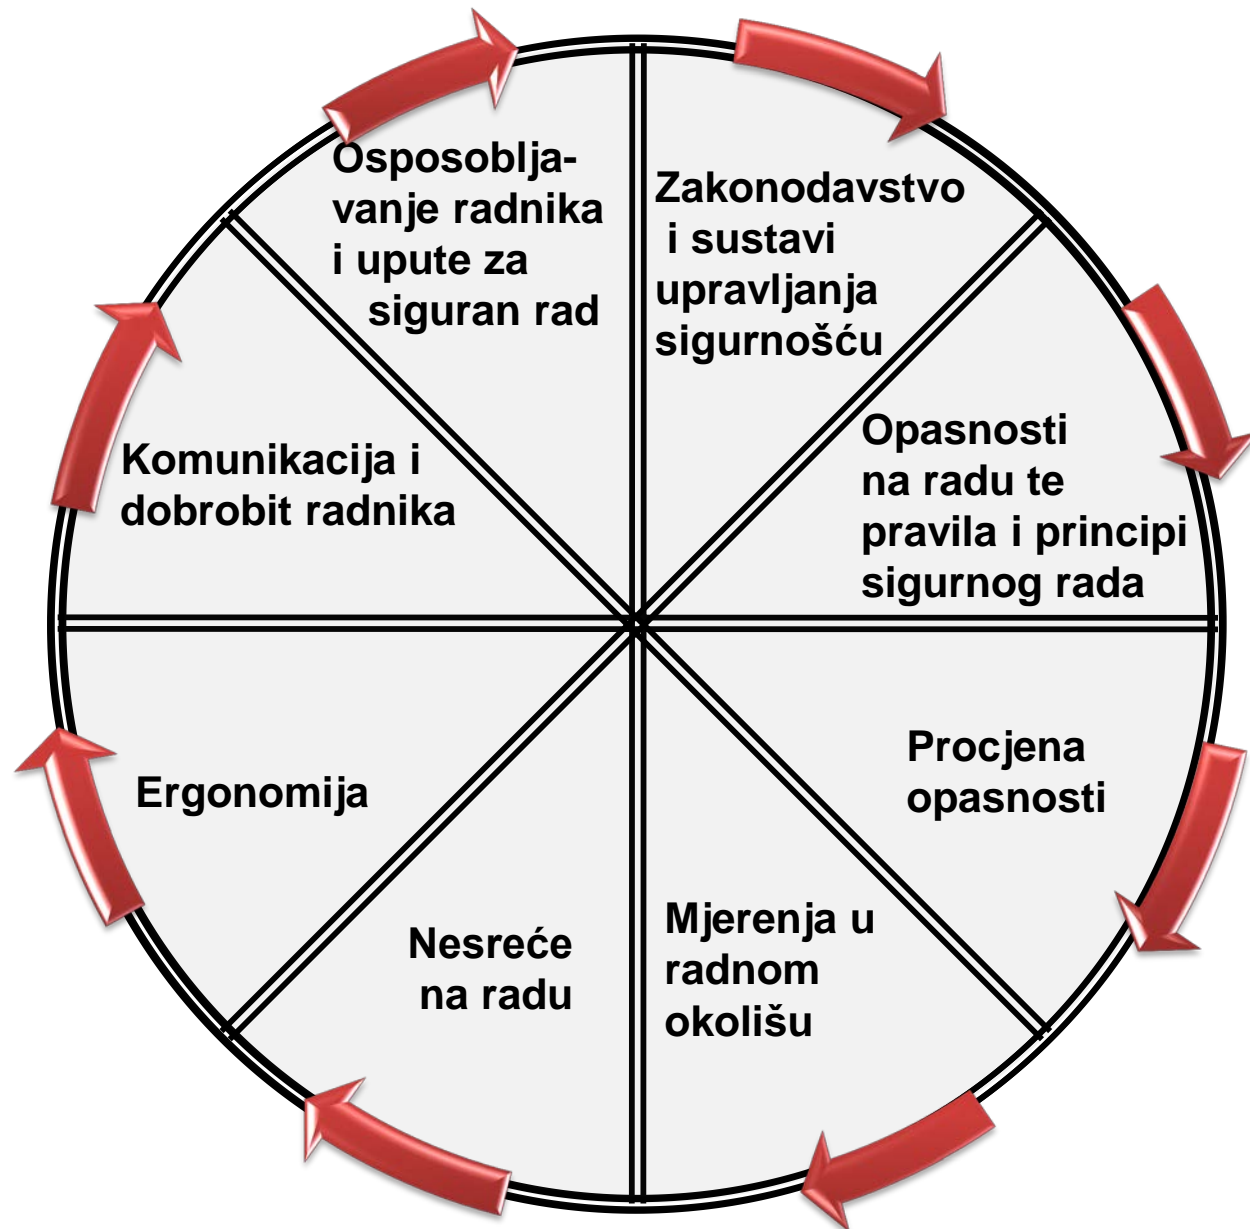 Osposoblja-
vanje radnika
i upute za
siguran rad
Zakonodavstvo
i sustavi
upravljanja
sigurnošću
Opasnosti
na radu te
pravila i principi
sigurnog rada
Procjena
opasnosti
Mjerenja u
radnom
okolišu
Nesreće
na radu
Ergonomija
Komunikacija i
dobrobit radnika